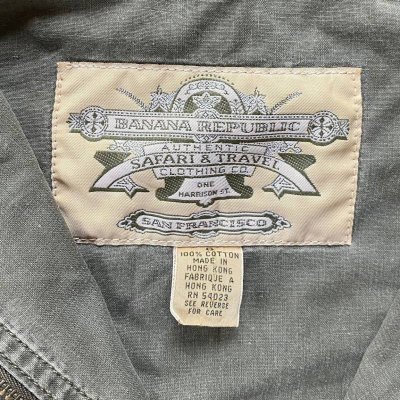 BANANA REPUBLIC
AUTHENTIC
SAFARI & TRAVEL
CLOTHING CO.
ONE
HARRISON ST.
SAN FRANCISCO
100% COTTON
MADE IN
HONG KONG
FABRIQUE A
HONG KONG
RN 54023
SEE REVERSE
FOR CARE